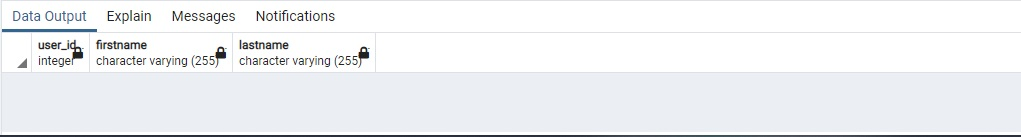 Data Output Explain Messages Notifications
user_id firstname lastname
integer character varying (255) character varying (255)